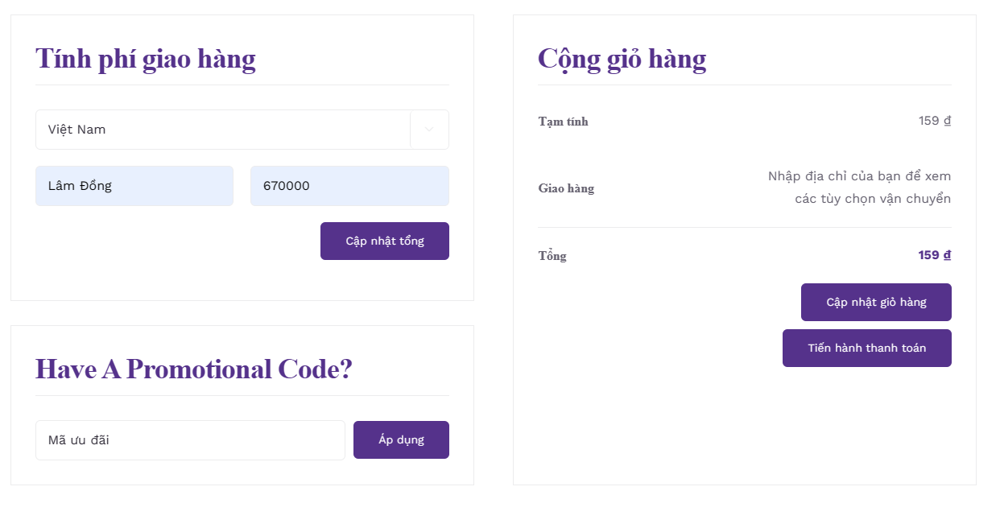 Tính phí giao hàng
Việt Nam
Lâm Đồng
670000
Cập nhật tổng
Have A Promotional Code?
Mã ưu đãi
Áp dụng
Cộng giỏ hàng
Tạm tính
159 ₫
Giao hàng
Nhập địa chỉ của bạn để xem
các tùy chọn vận chuyển
Tổng
159 ₫
Cập nhật giỏ hàng
Tiến hành thanh toán